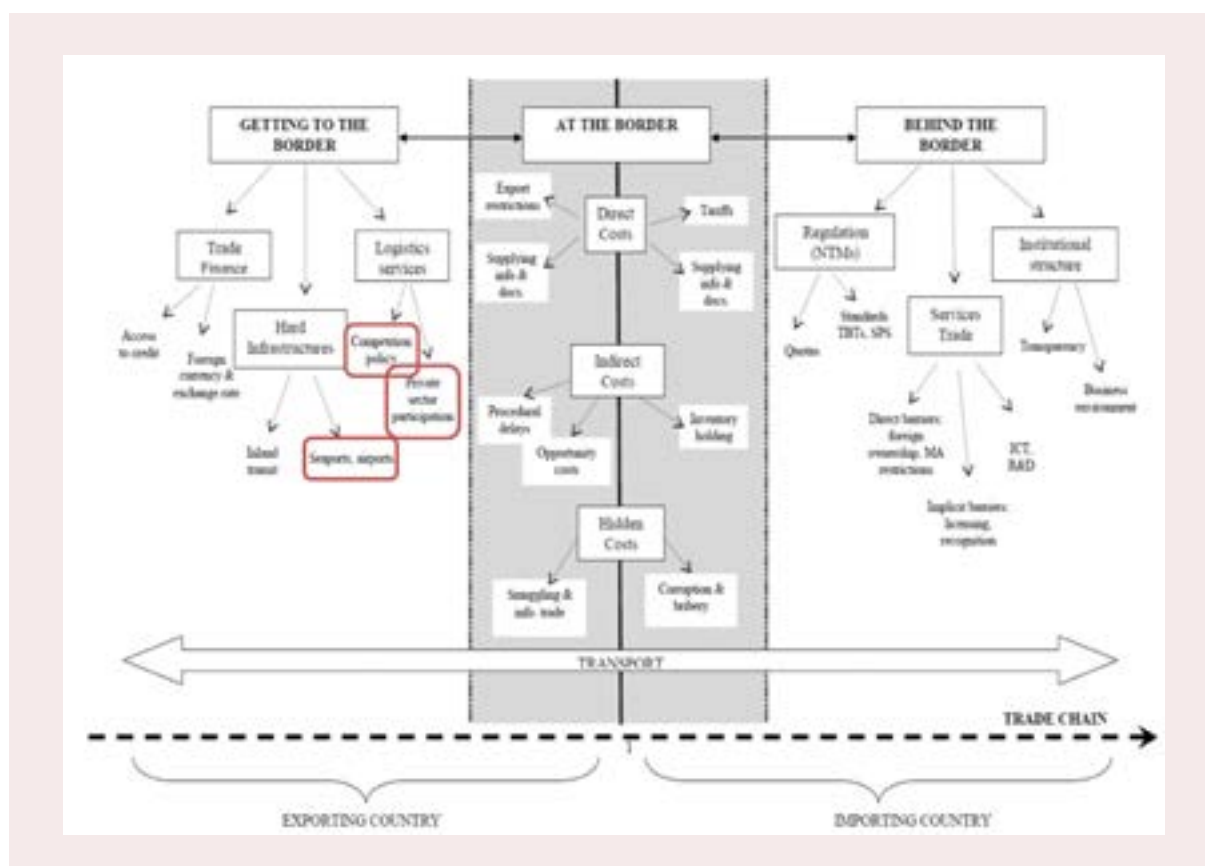 GETTING TO THE
BORDER
AT THE BORDER
BEHIND THE
BORDER
Trade
Finance
Logistics
services
Hard
Infrastructures
Access
to credit
Foreign
currency &
exchange rate
Competition
policy
Private
sector
participation
Inland
transit
Seaports, airports
Export
restrictions
Direct
Costs
Tariffs
Supplying
info &
docs.
Supplying
info &
docs.
Indirect
Costs
Procedural
delays
Opportunity
costs
Inventory
holding
Hidden
Costs
Smuggling &
info. trade
Corruption &
bribery
Regulation
(NTMs)
Institutional
structure
Services
Trade
Quotas
Standards
TBTs, SPS
Transparency
Business
environment
Direct barriers:
foreign
ownership, MA
restrictions
ICT,
R&D
Implicit barriers:
licensing,
recognition
TRANSPORT
TRADE CHAIN
EXPORTING COUNTRY
IMPORTING COUNTRY